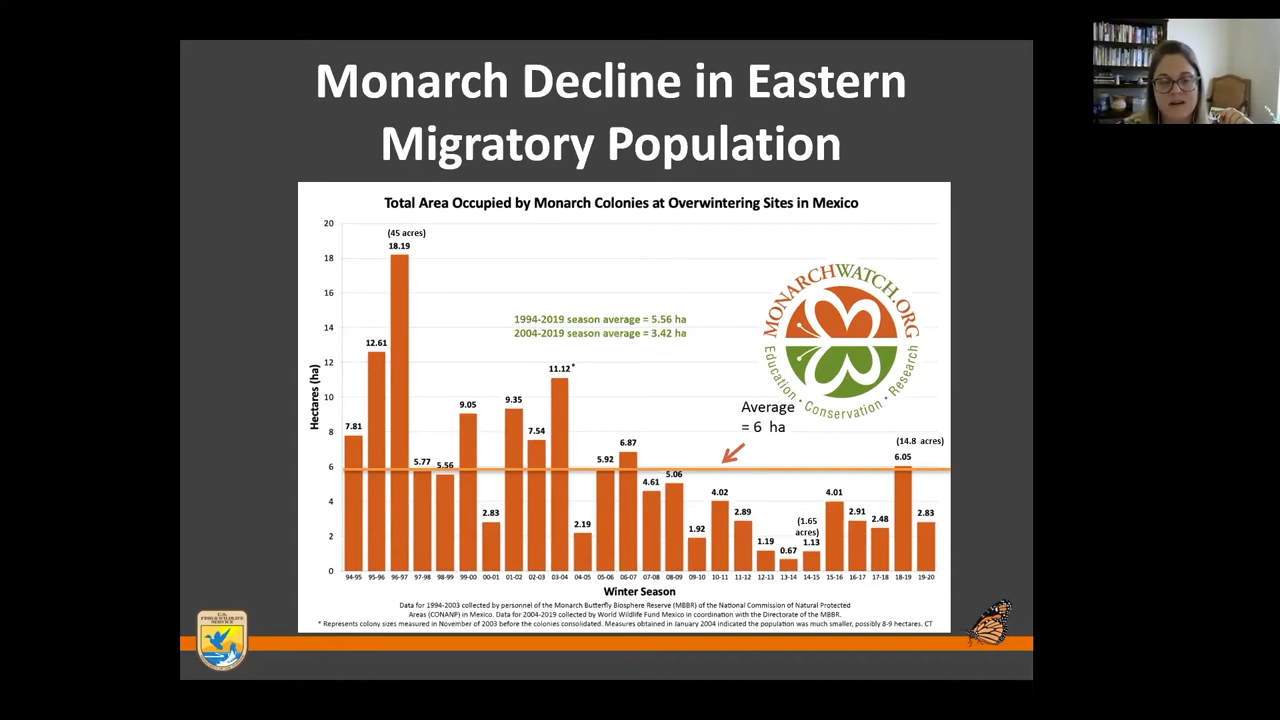 Monarch Decline in Eastern
Migratory Population
Total Area Occupied by Monarch Colonies at Overwintering Sites in Mexico
20
18
16
14
12
10
8
6
4
2
0
Hectares (ha)
7.81
12.61
(45 acres)
18.19
5.77
5.56
9.05
2.83
9.35
7.54
11.12*
2.19
5.92
6.87
4.61
5.06
1.92
4.02
2.89
1.19
0.67
(1.65
acres)
1.13
4.01
2.91
2.48
(14.8 acres)
6.05
2.83
1994-2019 season average = 5.56 ha
2004-2019 season average = 3.42 ha
MONARCHWATCH.ORG
Education • Conservation • Research
Average
= 6 ha
94-95 95-96 96-97 97-98 98-99 99-00 00-01 01-02 02-03 03-04 04-05 05-06 06-07 07-08 08-09 09-10 10-11 11-12 12-13 13-14 14-15 15-16 16-17 17-18 18-19 19-20
Winter Season
Data for 1994-2003 collected by personnel of the Monarch Butterfly Biosphere Reserve (MBBR) of the National Commission of Natural Protected
Areas (CONANP) in Mexico. Data for 2004-2019 collected by World Wildlife Fund Mexico in coordination with the Directorate of the MBBR.
* Represents colony sizes measured in November of 2003 before the colonies consolidated. Measures obtained in January 2004 indicated the population was much smaller, possibly 8-9 hectares. CT
U.S.
FISH & WILDLIFE
SERVICE